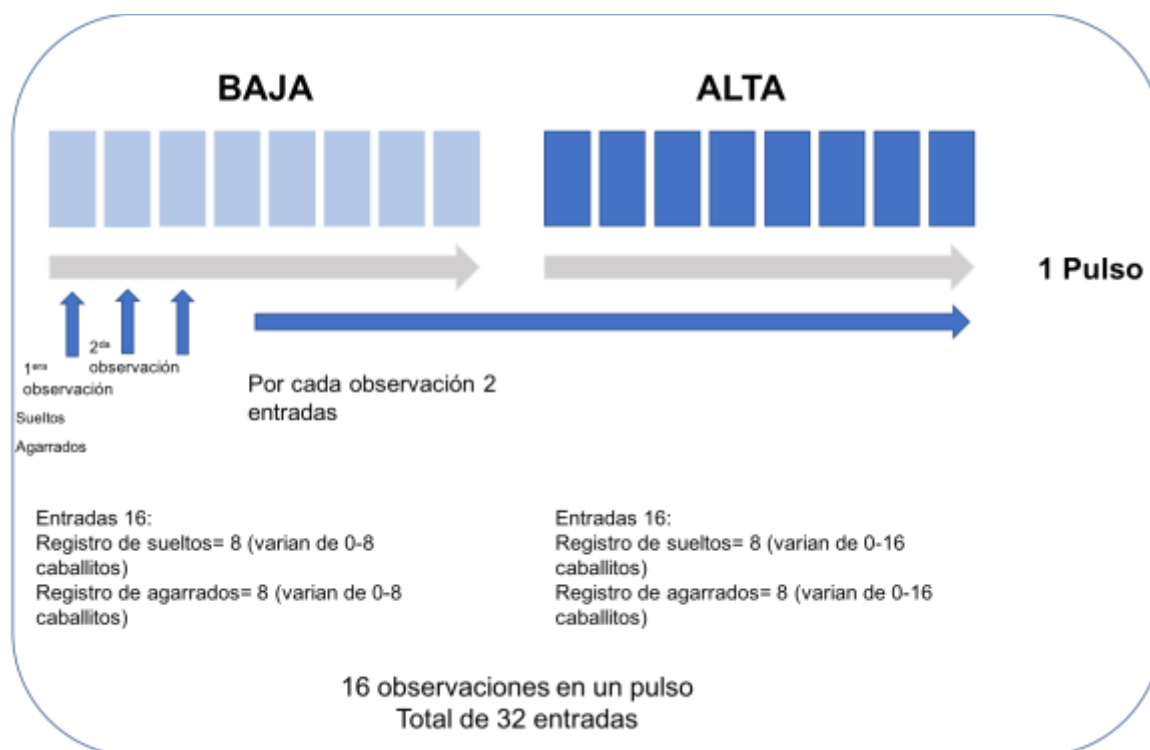 BAJA
ALTA
1 Pulso
1era observación
2da observación
Sueltos
Agarrados
Por cada observación 2
entradas
Entradas 16:
Registro de sueltos= 8 (varian de 0-8
caballitos)
Registro de agarrados= 8 (varian de 0-8
caballitos)
Entradas 16:
Registro de sueltos= 8 (varian de 0-16
caballitos)
Registro de agarrados= 8 (varian de 0-16
caballitos)
16 observaciones en un pulso
Total de 32 entradas